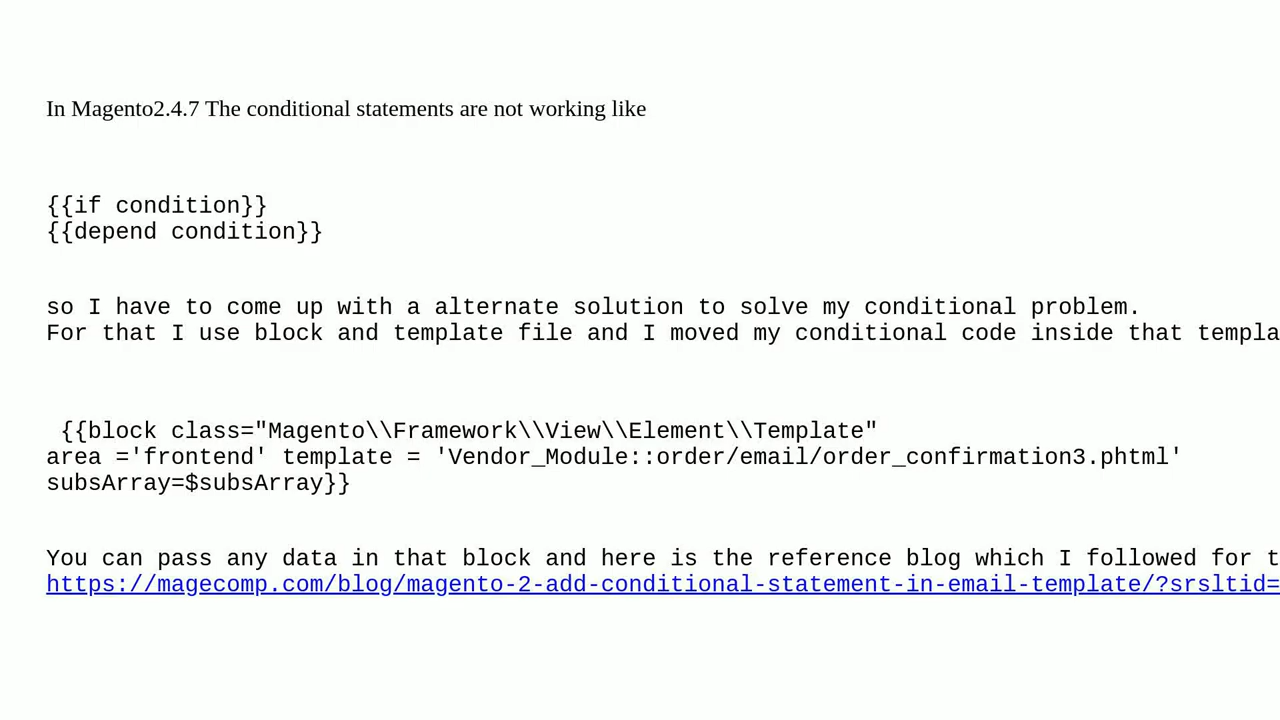 In Magento2.4.7 The conditional statements are not working like
{{if condition}}
{{depend condition}}
so I have to come up with a alternate solution to solve my conditional problem.
For that I use block and template file and I moved my conditional code inside that
{{block class="Magento\\Framework\\View\\Element\\Template"
area ='frontend' template = 'Vendor_Module::order/email/order_confirmation3.phtml'
subsArray=$subsArray}}
You can pass any data in that block and here is the reference blog which I followed for
https://magecomp.com/blog/magento-2-add-conditional-statement-in-email-template/?srsltid=